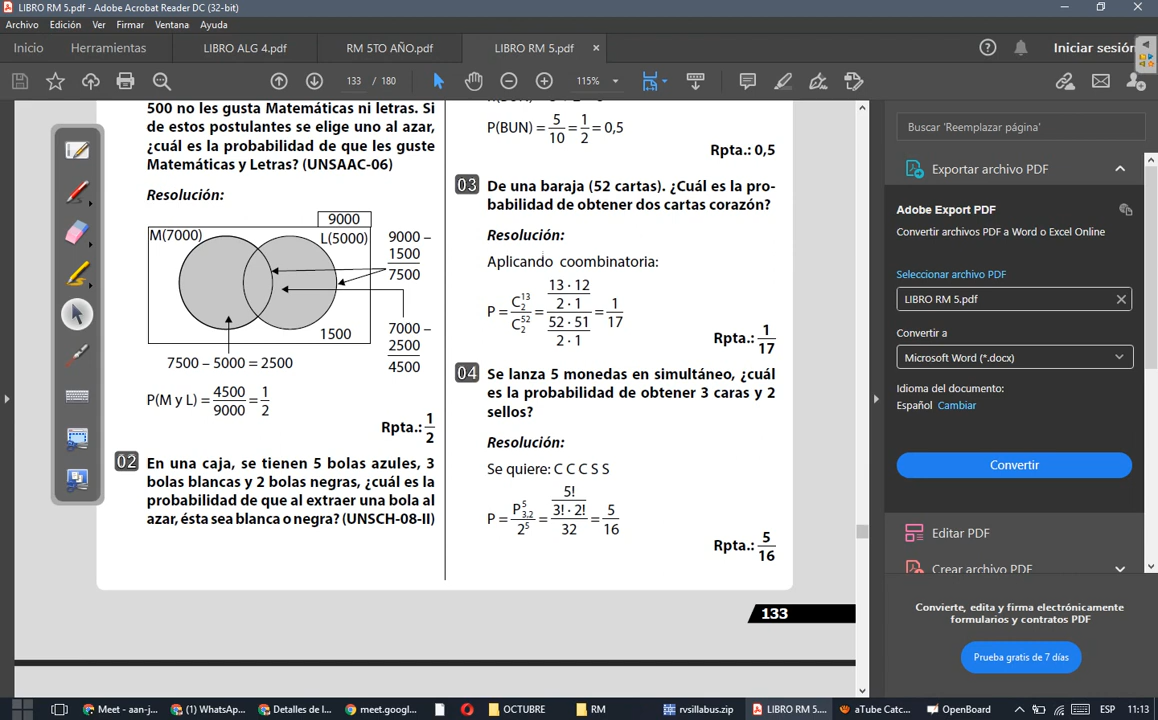 LIBRO RM 5.pdf - Adobe Acrobat Reader DC (32-bit)
Archivo Edición Ver Firmar Ventana Ayuda
Inicio Herramientas LIBRO ALG 4.pdf RM 5TO AÑO.pdf LIBRO RM 5.pdf × Iniciar sesión
133 / 180 115%
500 no les gusta Matemáticas ni letras. Si
de estos postulantes se elige uno al azar,
¿cuál es la probabilidad de que les guste
Matemáticas y Letras? (UNSAAC-06)
Resolución:
9000
M(7000) L(5000)
9000 –
1500
7500
1500
7000 –
2500
4500
7500 – 5000 = 2500
P(M y L) = 4500/9000 = 1/2
Rpta.: 1/2
02 En una caja, se tienen 5 bolas azules, 3
bolas blancas y 2 bolas negras, ¿cuál es la
probabilidad de que al extraer una bola al
azar, ésta sea blanca o negra? (UNSCH-08-II)
P(BUN) = 5/10 = 1/2 = 0,5
Rpta.: 0,5
03 De una baraja (52 cartas). ¿Cuál es la pro-
babilidad de obtener dos cartas corazón?
Resolución:
Aplicando coombinatoria:
P = C₂¹³/C₂⁵² = (13 · 12/2 · 1)/(52 · 51/2 · 1) = 1/17
Rpta.: 1/17
04 Se lanza 5 monedas en simultáneo, ¿cuál
es la probabilidad de obtener 3 caras y 2
sellos?
Resolución:
Se quiere: C C C S S
P = P⁵₃.₂/2⁵ = (5!/3! · 2!)/32 = 5/16
Rpta.: 5/16
133
Buscar 'Reemplazar página'
Exportar archivo PDF
Adobe Export PDF
Convertir archivos PDF a Word o Excel Online
Seleccionar archivo PDF
LIBRO RM 5.pdf
Convertir a
Microsoft Word (*.docx)
Idioma del documento:
Español Cambiar
Convertir
Editar PDF
Crear archivo PDF
Convierte, edita y firma electrónicamente
formularios y contratos PDF
Prueba gratis de 7 días
Meet - aan-j... (1) WhatsAp... Detalles de l... meet.googl... OCTUBRE RM rvsillabus.zip LIBRO RM 5.... aTube Catc... OpenBoard ESP 11:13